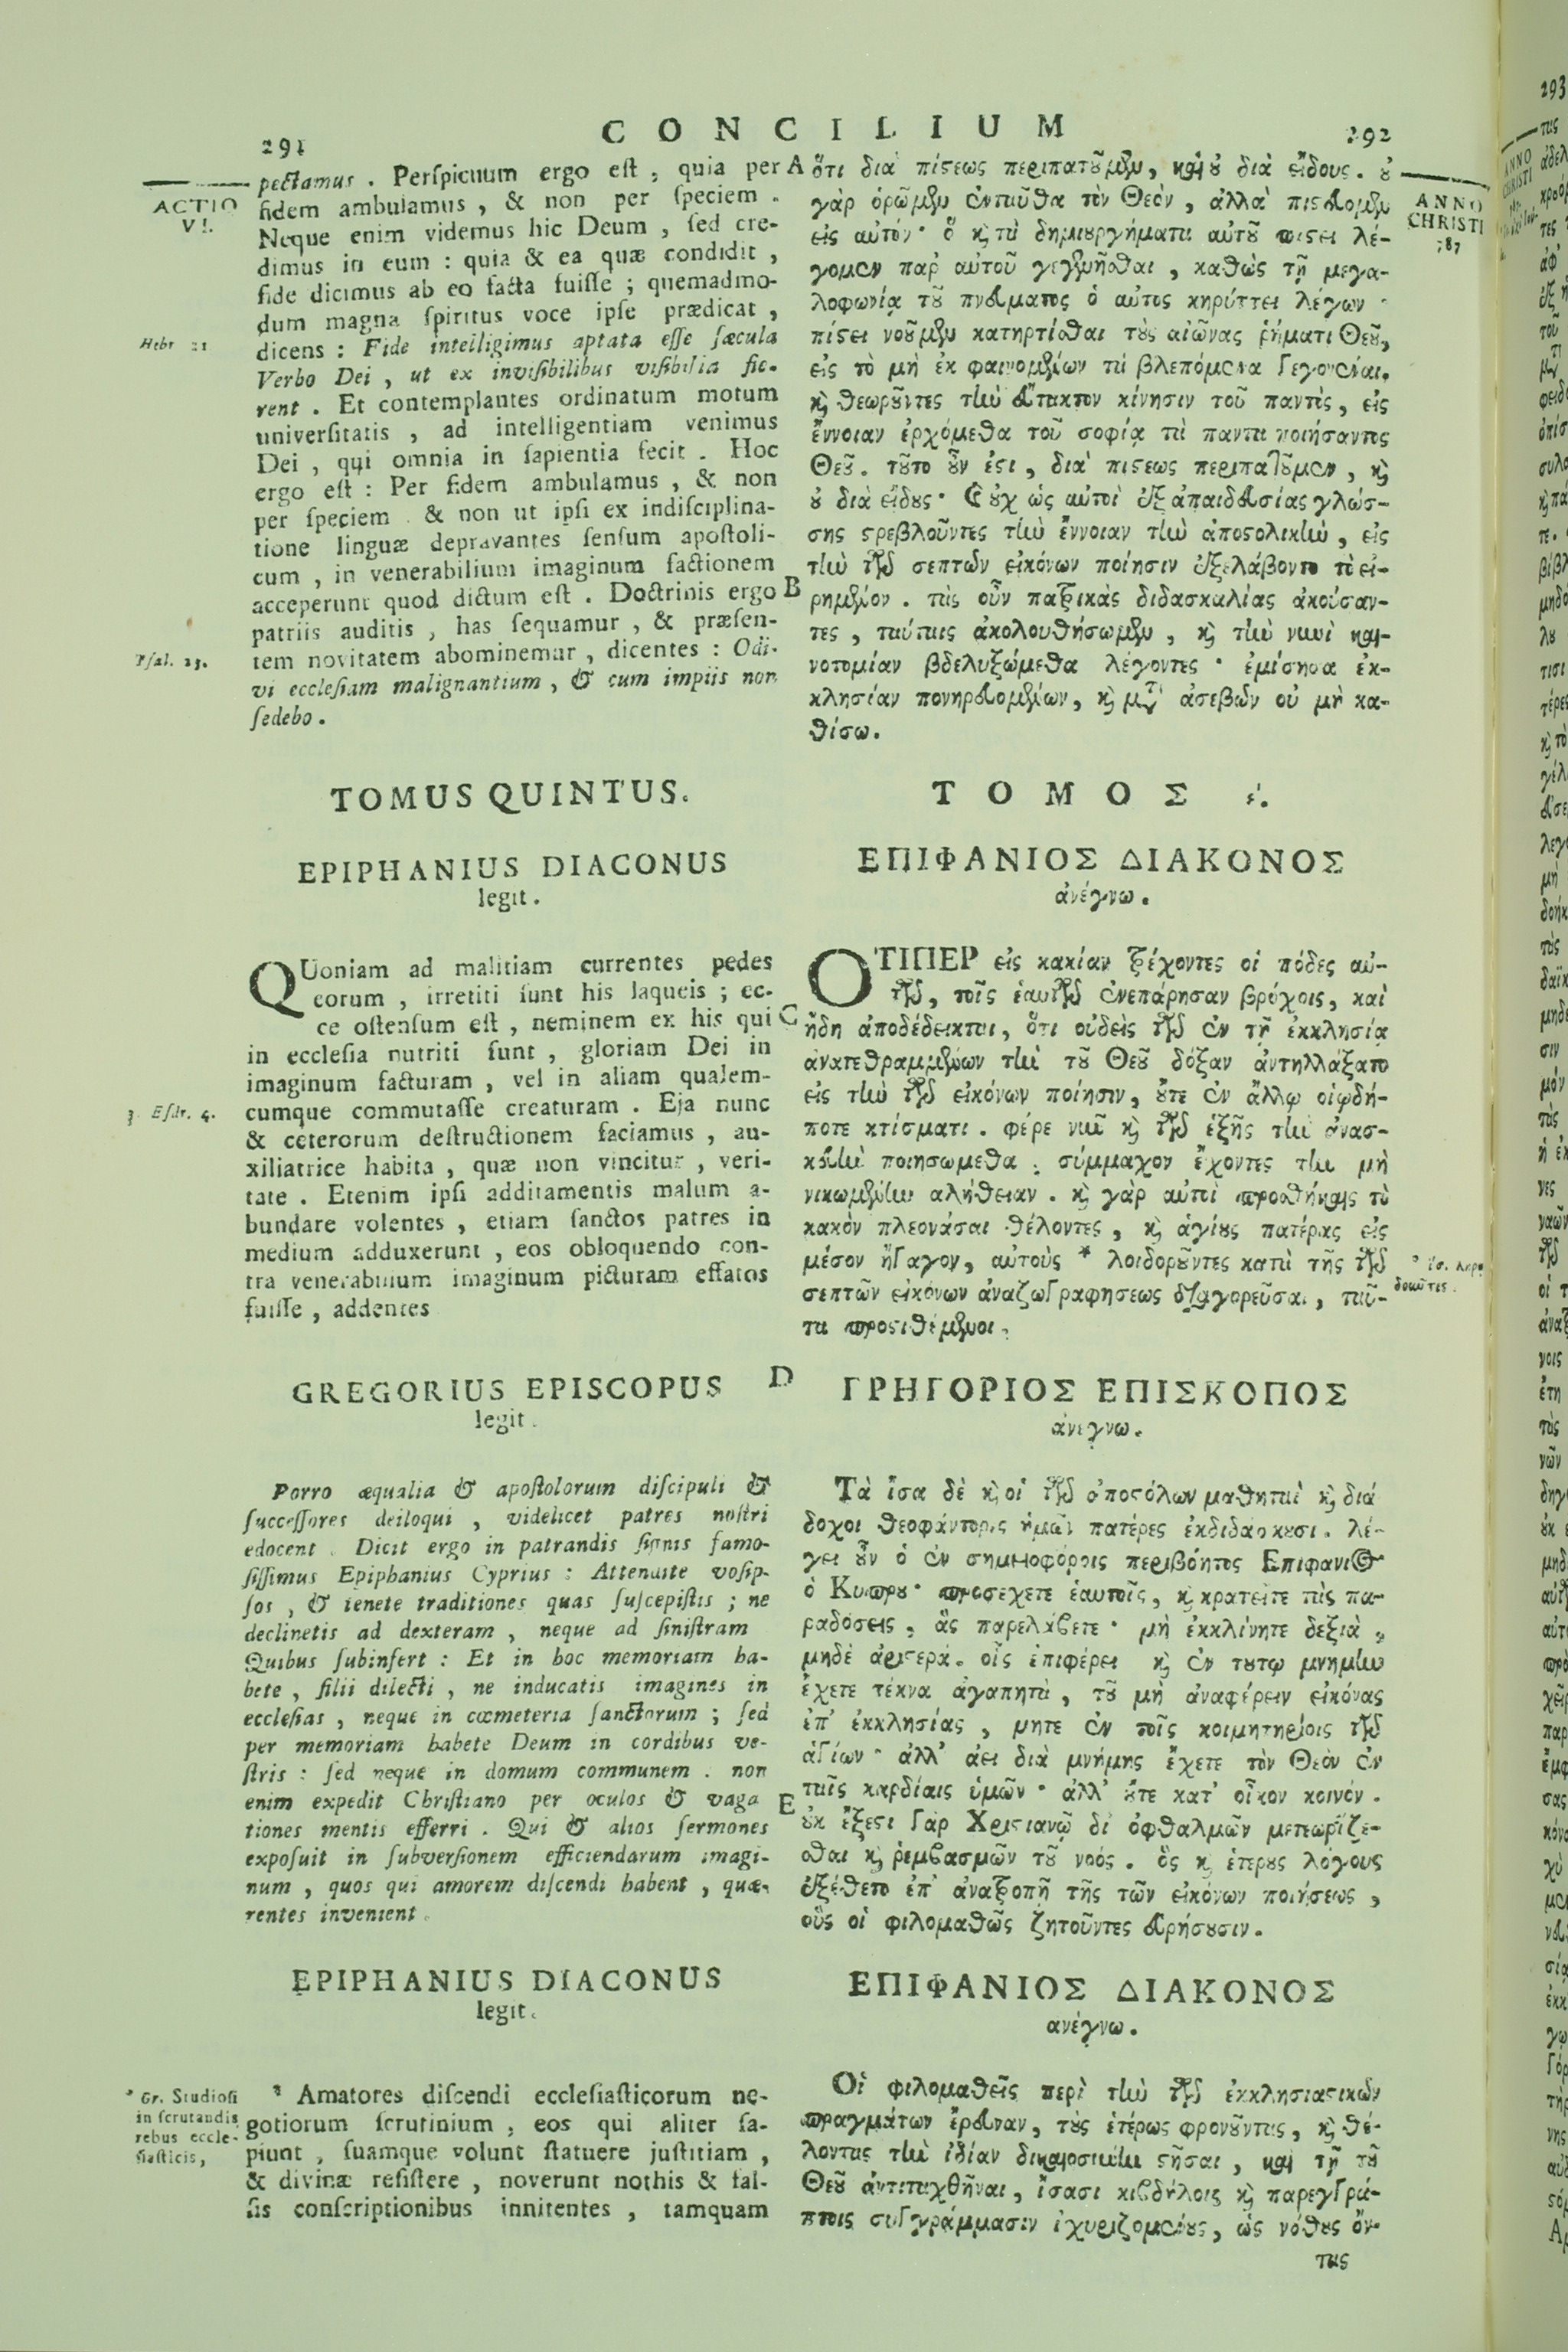 CONCILIUM
291
292
ACTIO
VI.
pectamus . Perſpicuum ergo eſt , quia per
fidem ambulamus , & non per ſpeciem .
Neque enim videmus hic Deum , ſed cre-
dimus in eum : quia & ea quæ condidit ,
fide dicimus ab eo facta fuiſſe ; quemadmo-
dum magna ſpiritus voce ipſe prædicat ,
Hebr 11
dicens : Fide intelligimus aptata eſſe ſæcula
Verbo Dei , ut ex inviſibilibus viſibilia fie-
rent . Et contemplantes ordinatum motum
univerſitatis , ad intelligentiam venimus
Dei , qui omnia in ſapientia fecit . Hoc
ergo eſt : Per fidem ambulamus , & non
per ſpeciem . & non ut ipſi ex indiſciplina-
tione linguæ depravantes ſenſum apoſtoli-
cum , in venerabilium imaginum factionem
acceperunt quod dictum eſt . Doctrinis ergo
patriis auditis , has ſequamur , & præſen-
Pſal. 25.
tem novitatem abominemur , dicentes : Odi-
vi eccleſiam malignantium , & cum impiis non
ſedebo .
TOMUS QUINTUS.
EPIPHANIUS DIACONUS
legit .
QUoniam ad malitiam currentes pedes
eorum , irretiti ſunt his laqueis ; ec-
ce oſtenſum eſt , neminem ex his qui
in eccleſia nutriti ſunt , gloriam Dei in
imaginum facturam , vel in aliam qualem-
3 Eſdr. 4.
cumque commutaſſe creaturam . Eja nunc
& ceterorum deſtructionem faciamus , au-
xiliatrice habita , quæ non vincitur , veri-
tate . Etenim ipſi additamentis malum a-
bundare volentes , etiam ſanctos patres in
medium adduxerunt , eos obloquendo con-
tra venerabilium imaginum picturam effatos
fuiſſe , addentes
GREGORIUS EPISCOPUS
legit .
Porro æqualia & apoſtolorum diſcipuli &
ſucceſſores deiloqui , videlicet patres noſtri
edocent . Dicit ergo in patrandis ſignis famo-
ſiſſimus Epiphanius Cyprius : Attendite voſip-
ſos , & tenete traditiones quas ſuſcepiſtis ; ne
declinetis ad dexteram , neque ad ſiniſtram
Quibus ſubinfert : Et in hoc memoriam ha-
bete , filii dilecti , ne inducatis imagines in
eccleſias , neque in cœmeteria ſanctorum ; ſed
per memoriam habete Deum in cordibus ve-
ſtris : ſed neque in domum communem . non
enim expedit Chriſtiano per oculos & vaga
tiones mentis efferri . Qui & alios ſermones
expoſuit in ſubverſionem efficiendarum imagi-
num , quos qui amorem diſcendi habent , quæ-
rentes invenient .
EPIPHANIUS DIACONUS
legit .
* Gr. Studioſi
in ſcrutandis
rebus eccle-
ſiaſticis,
* Amatores diſcendi eccleſiaſticorum ne-
gotiorum ſcrutinium , eos qui aliter ſa-
piunt , ſuamque volunt ſtatuere juſtitiam ,
& divinæ reſiſtere , noverunt nothis & fal-
ſis conſcriptionibus innitentes , tamquam
A
B
C
D
E
ANNO
CHRISTI
787
ὅτι διὰ πίστεως περιπατοῦμεν, καὶ οὐ διὰ εἴδους. οὐ
γὰρ ὁρῶμεν ἐνταῦθα τὸν Θεὸν, ἀλλὰ πιστεύομεν
εἰς αὐτόν· ὅ καὶ τὰ δημιουργήματα αὐτοῦ πίστει λέ-
γομεν παρ αὐτοῦ γεγενῆσθαι, καθὼς τῇ μεγα-
λοφωνίᾳ τοῦ πνεύματος ὁ αὐτὸς κηρύττει λέγων·
πίστει νοοῦμεν κατηρτίσθαι τοὺς αἰῶνας ῥήματι Θεοῦ,
εἰς τὸ μὴ ἐκ φαινομένων τὰ βλεπόμενα γεγονέναι.
καὶ θεωροῦντες τὴν εὔτακτον κίνησιν τοῦ παντὸς, εἰς
ἔννοιαν ἐρχόμεθα τοῦ σοφίᾳ τὰ πάντα ποιήσαντος
Θεοῦ. τοῦτο οὖν ἐστι, διὰ πίστεως περιπατοῦμεν, καὶ
οὐ διὰ εἴδους· καὶ οὐχ ὡς αὐτοὶ ἐξ ἀπαιδευσίας γλώσ-
σης στρεβλοῦντες τὴν ἔννοιαν τὴν ἀποστολικὴν, εἰς
τὴν τῶν σεπτῶν εἰκόνων ποίησιν ἐξελάβοντο τὸ εἰ-
ρημένον. τὰς οὖν πατρικὰς διδασκαλίας ἀκούσαν-
τες, ταύταις ἀκολουθήσωμεν, καὶ τὴν νυνὶ και-
νοτομίαν βδελυξώμεθα λέγοντες· ἐμίσησα ἐκ-
κλησίαν πονηρευομένων, καὶ μετὰ ἀσεβῶν οὐ μὴ κα-
θίσω.
ΤΟΜΟΣ ε΄.
ΕΠΙΦΑΝΙΟΣ ΔΙΑΚΟΝΟΣ
ἀνέγνω.
ΟΤΙΠΕΡ εἰς κακίαν τρέχοντες οἱ πόδες αὐ-
τῶν, τοῖς ἑαυτῶν ἐνεπάρησαν βρόχοις, καὶ
ἤδη ἀποδέδεικται, ὅτι οὐδεὶς τῶν ἐν τῇ ἐκκλησίᾳ
ἀνατεθραμμένων τὴν τοῦ Θεοῦ δόξαν ἀντηλλάξατο
εἰς τὴν τῶν εἰκόνων ποίησιν, οὔτε ἐν ἄλλῳ οἱῳδή-
ποτε κτίσματι. φέρε νῦν καὶ τῶν ἑξῆς τὴν ἀνασ-
κευὴν ποιησώμεθα, σύμμαχον ἔχοντες τὴν μὴ
νικωμένην ἀλήθειαν. καὶ γὰρ αὐτοὶ προσθήκαις τὸ
κακὸν πλεονάσαι θέλοντες, καὶ ἁγίους πατέρας εἰς
μέσον ἤγαγον, αὐτοὺς * λοιδοροῦντες κατὰ τῆς τῶν
σεπτῶν εἰκόνων ἀναζωγραφήσεως διαγορεῦσαι, ταῦ-
τα προστιθέμενοι.
ΓΡΗΓΟΡΙΟΣ ΕΠΙΣΚΟΠΟΣ
ἀνέγνω.
Τὰ ἴσα δὲ καὶ οἱ τῶν ἀποστόλων μαθηταὶ καὶ διά
δοχοι θεοφάντορες ἡμῶν πατέρες ἐκδιδάσκουσι. λέ-
γει οὖν ὁ ἐν σημειοφόροις περιβόητος Επιφάνιος
ὁ Κύπρου· προσέχετε ἑαυτοῖς, καὶ κρατεῖτε τὰς πα-
ραδόσεις, ἃς παρελάβετε· μὴ ἐκκλίνητε δεξιὰ,
μηδὲ ἀριστερά. οἷς ἐπιφέρει καὶ ἐν τούτῳ μνήμην
ἔχετε τέκνα ἀγαπητὰ, τοῦ μὴ ἀναφέρειν εἰκόνας
ἐπ' ἐκκλησίας, μήτε ἐν τοῖς κοιμητηρίοις τῶν
ἁγίων· ἀλλ' ἀεὶ διὰ μνήμης ἔχετε τὸν Θεὸν ἐν
ταῖς καρδίαις ὑμῶν· ἀλλ' οὔτε κατ' οἶκον κοινόν.
οὐκ ἔξεστι γὰρ Χριστιανῷ δι' ὀφθαλμῶν μετεωρίζε-
σθαι καὶ ῥεμβασμῶν τοῦ νοός. ὃς καὶ ἑτέρους λόγους
ἐξέθετο ἐπ' ἀνατροπῇ τῆς τῶν εἰκόνων ποιήσεως,
οὓς οἱ φιλομαθῶς ζητοῦντες εὑρήσουσιν.
ΕΠΙΦΑΝΙΟΣ ΔΙΑΚΟΝΟΣ
ἀνέγνω.
Οἱ φιλομαθεῖς περὶ τὴν τῶν ἐκκλησιαστικῶν
πραγμάτων ἔρευναν, τοὺς ἑτέρως φρονοῦντας, καὶ θέ-
λοντας τὴν ἰδίαν δικαιοσύνην στῆσαι, καὶ τῇ τοῦ
Θεοῦ ἀντιταχθῆναι, ἴσασι κιβδήλοις καὶ παρεγγρά-
πτοις συγγράμμασιν ἰσχυριζομένους, ὡς νόθους ὄν-
τας